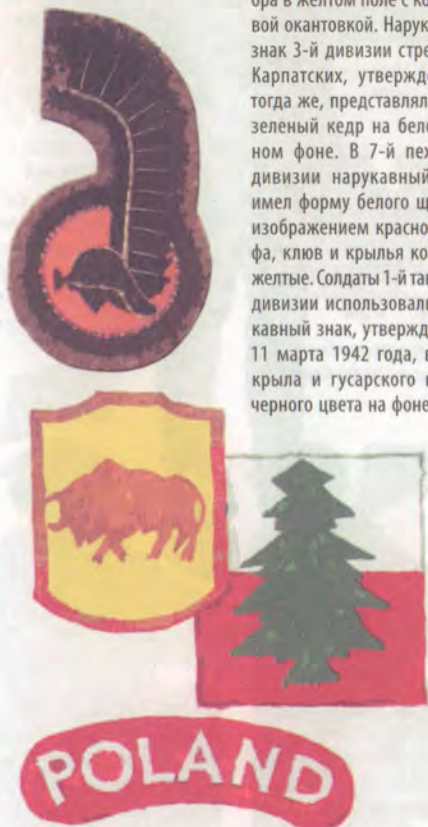 ора в желтом поле с ко
вой окантовкой. Нарук
знак 3-й дивизии стре
Карпатских, утвержде
тогда же, представлял
зеленый кедр на бело
ном фоне. В 7-й пех
дивизии нарукавный
имел форму белого щ
изображением красно
фа, клюв и крылья ко
желтые. Солдаты 1-й та
дивизии использовали
кавный знак, утвержд
11 марта 1942 года, в
крыла и гусарского
черного цвета на фоне
POLAND